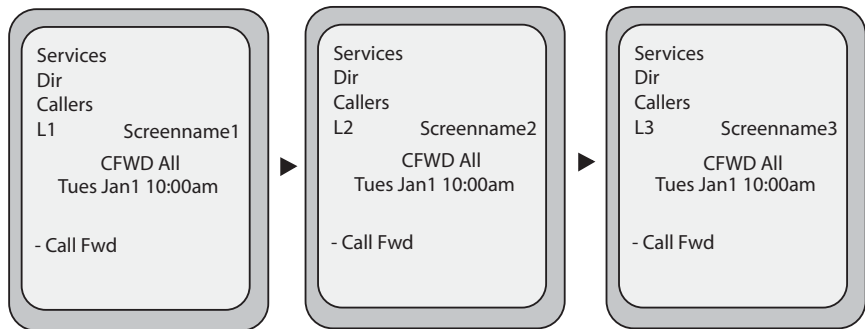 Services
Dir
Callers
L1 Screenname1
CFWD All
Tues Jan1 10:00am
- Call Fwd
Services
Dir
Callers
L2 Screenname2
CFWD All
Tues Jan1 10:00am
- Call Fwd
Services
Dir
Callers
L3 Screenname3
CFWD All
Tues Jan1 10:00am
- Call Fwd